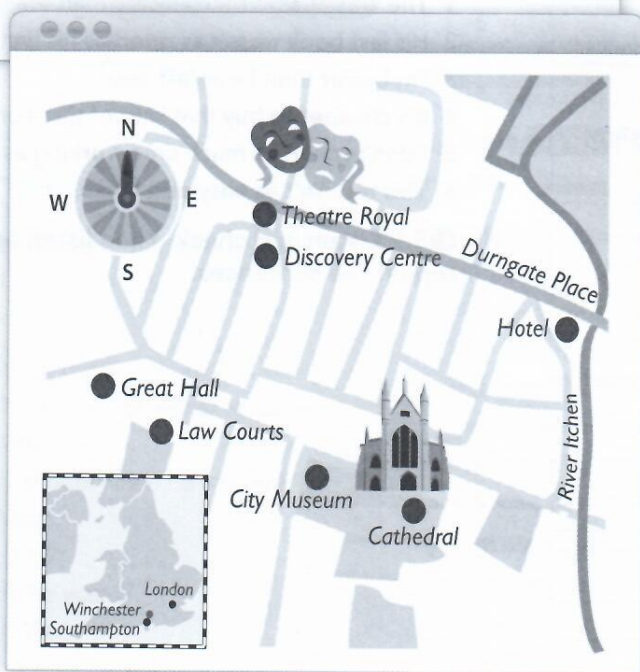 N
W
E
S
Theatre Royal
Discovery Centre
Durngate Place
Hotel
Great Hall
Law Courts
City Museum
Cathedral
River Itchen
London
Winchester
Southampton